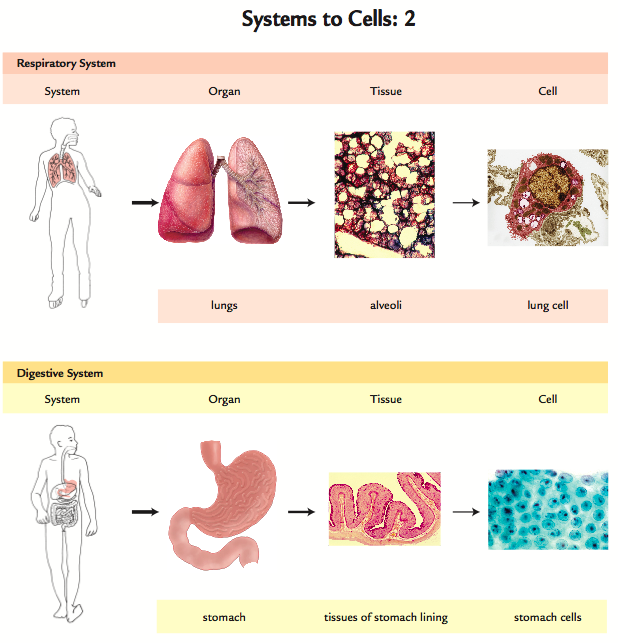 Systems to Cells: 2
Respiratory System
System Organ Tissue Cell
lungs alveoli lung cell
Digestive System
System Organ Tissue Cell
stomach tissues of stomach lining stomach cells